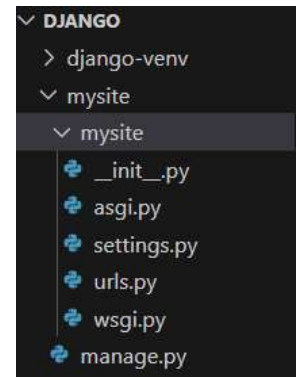 DJANGO
django-venv
mysite
mysite
__init__.py
asgi.py
settings.py
urls.py
wsgi.py
manage.py